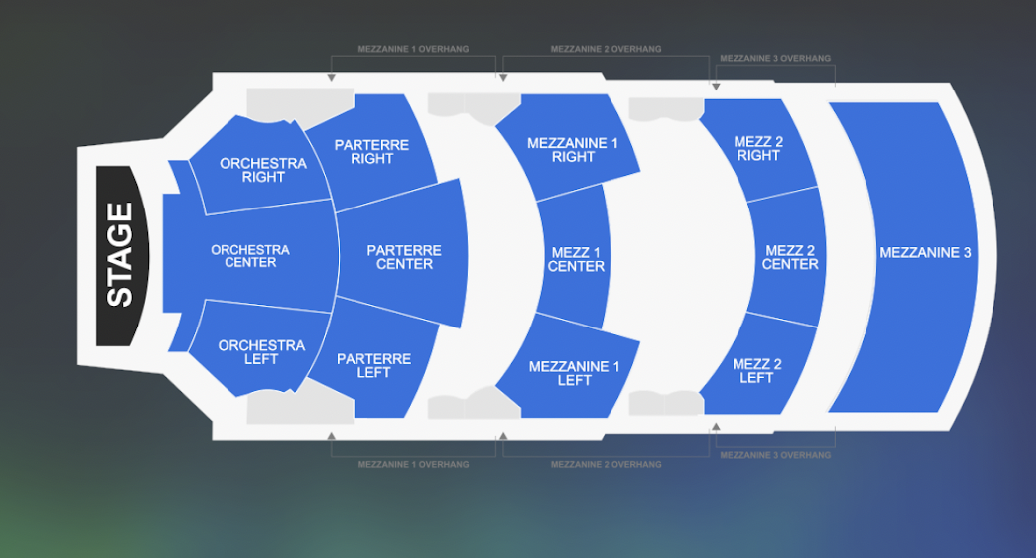 MEZZANINE 1 OVERHANG
MEZZANINE 2 OVERHANG
MEZZANINE 3 OVERHANG
STAGE
ORCHESTRA
RIGHT
PARTERRE
RIGHT
MEZZANINE 1
RIGHT
MEZZ 2
RIGHT
ORCHESTRA
CENTER
PARTERRE
CENTER
MEZZ 1
CENTER
MEZZ 2
CENTER
MEZZANINE 3
ORCHESTRA
LEFT
PARTERRE
LEFT
MEZZANINE 1
LEFT
MEZZ 2
LEFT
MEZZANINE 1 OVERHANG
MEZZANINE 2 OVERHANG
MEZZANINE 3 OVERHANG